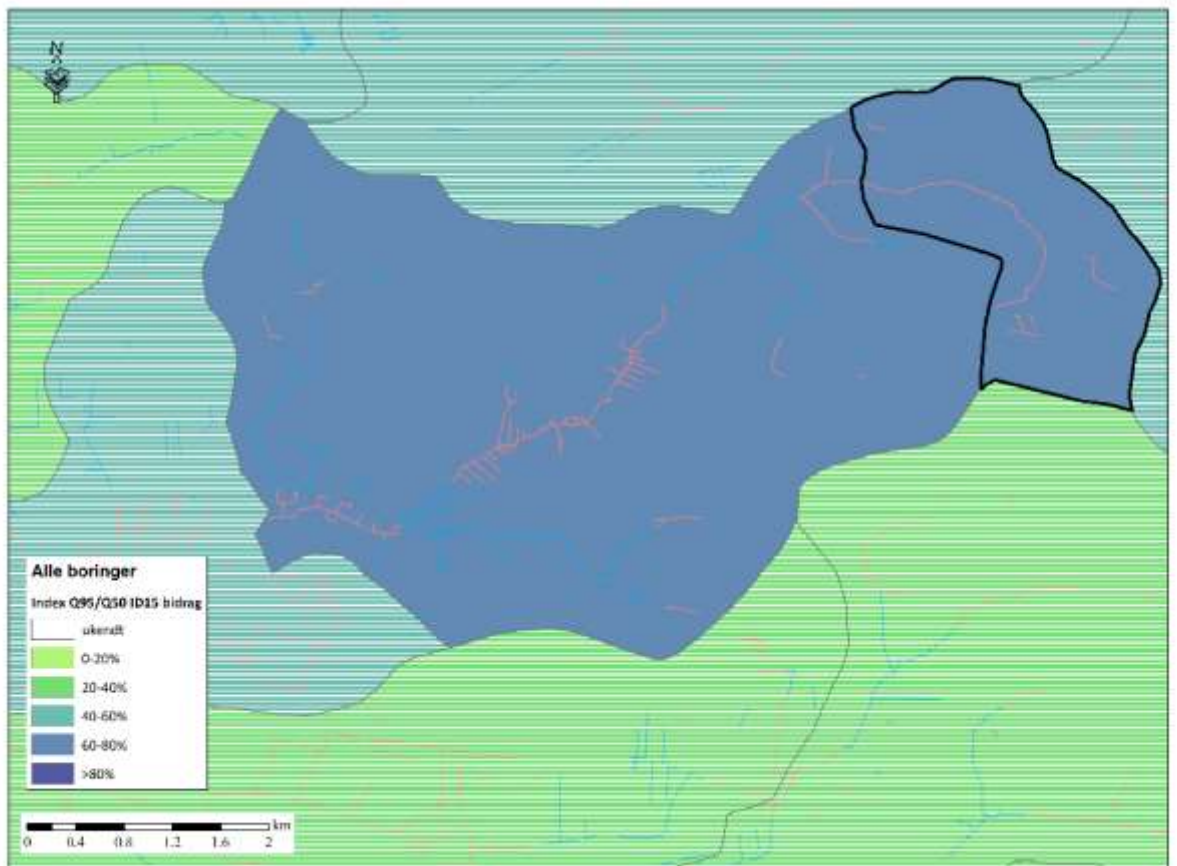 N
Alle boringer
Index Q95/Q50 ID15 bidrag
ukendt
0-20%
20-40%
40-60%
60-80%
>80%
km
0 0.4 0.8 1.2 1.6 2